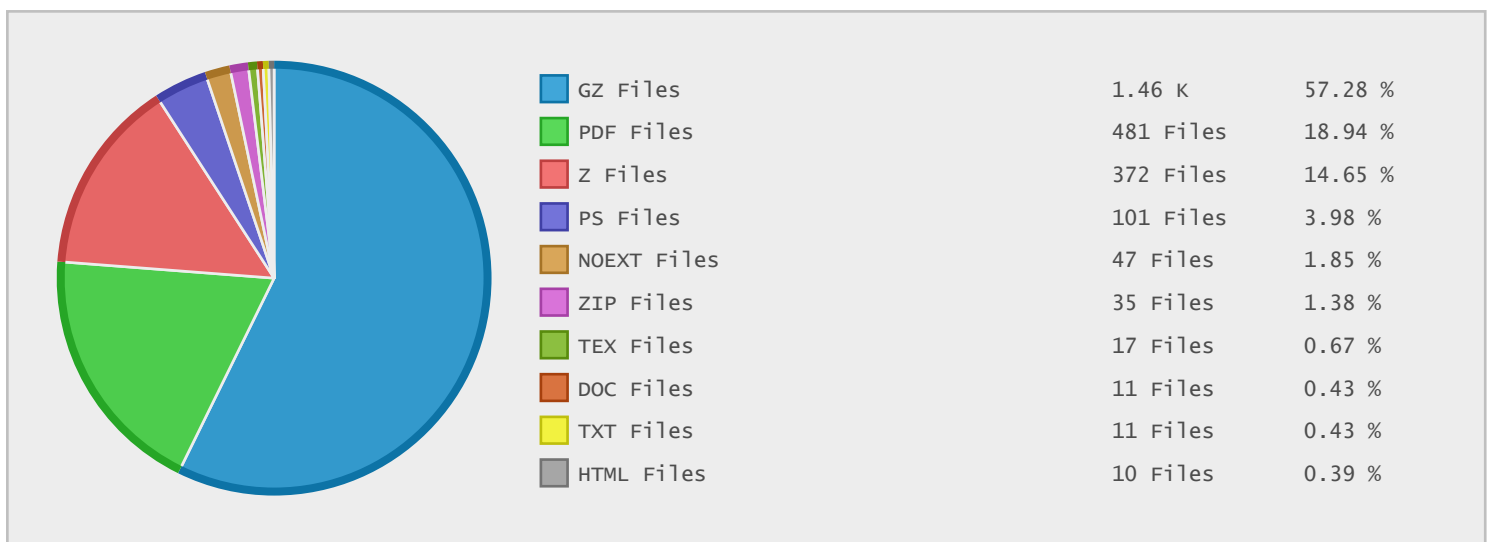 GZ Files 1.46 K 57.28 %
PDF Files 481 Files 18.94 %
Z Files 372 Files 14.65 %
PS Files 101 Files 3.98 %
NOEXT Files 47 Files 1.85 %
ZIP Files 35 Files 1.38 %
TEX Files 17 Files 0.67 %
DOC Files 11 Files 0.43 %
TXT Files 11 Files 0.43 %
HTML Files 10 Files 0.39 %